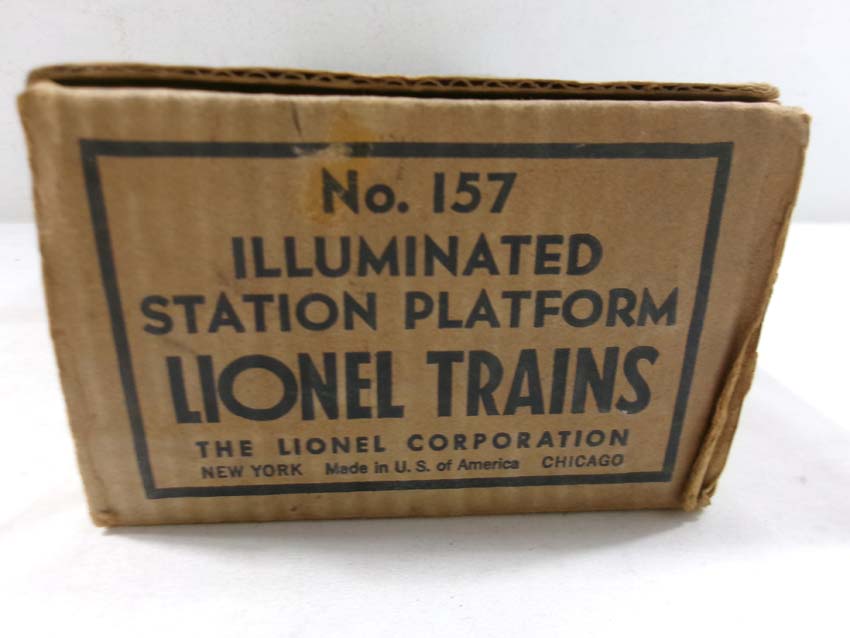 No. 157
ILLUMINATED
STATION PLATFORM
LIONEL TRAINS
THE LIONEL CORPORATION
NEW YORK Made in U. S. of America CHICAGO